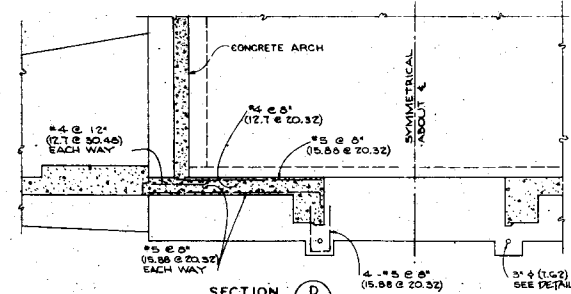 CONCRETE ARCH
SYMMETRICAL
ABOUT ℄
#4 @ 8"
(12.7 @ 20.32)
#4 @ 12"
(12.7 @ 30.48)
EACH WAY
#5 @ 8"
(15.88 @ 20.32)
#5 @ 8"
(15.88 @ 20.32)
EACH WAY
4 - #5 @ 8"
(15.88 @ 20.32)
3" ϕ (7.62)
SEE DETAIL
SECTION D